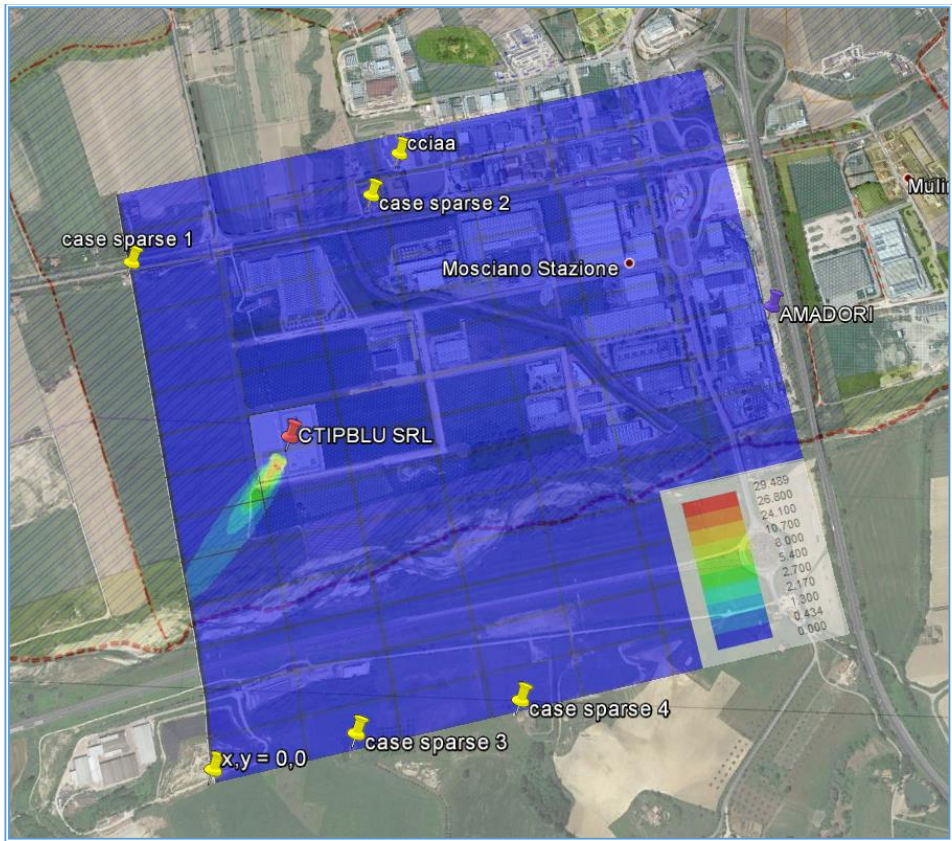 cciaa
case sparse 2
case sparse 1
Mosciano Stazione
AMADORI
CTIPBLU SRL
29.489
26.800
24.100
10.700
8.000
5.400
2.700
2.170
1.300
0.434
0.000
case sparse 4
case sparse 3
x,y = 0,0